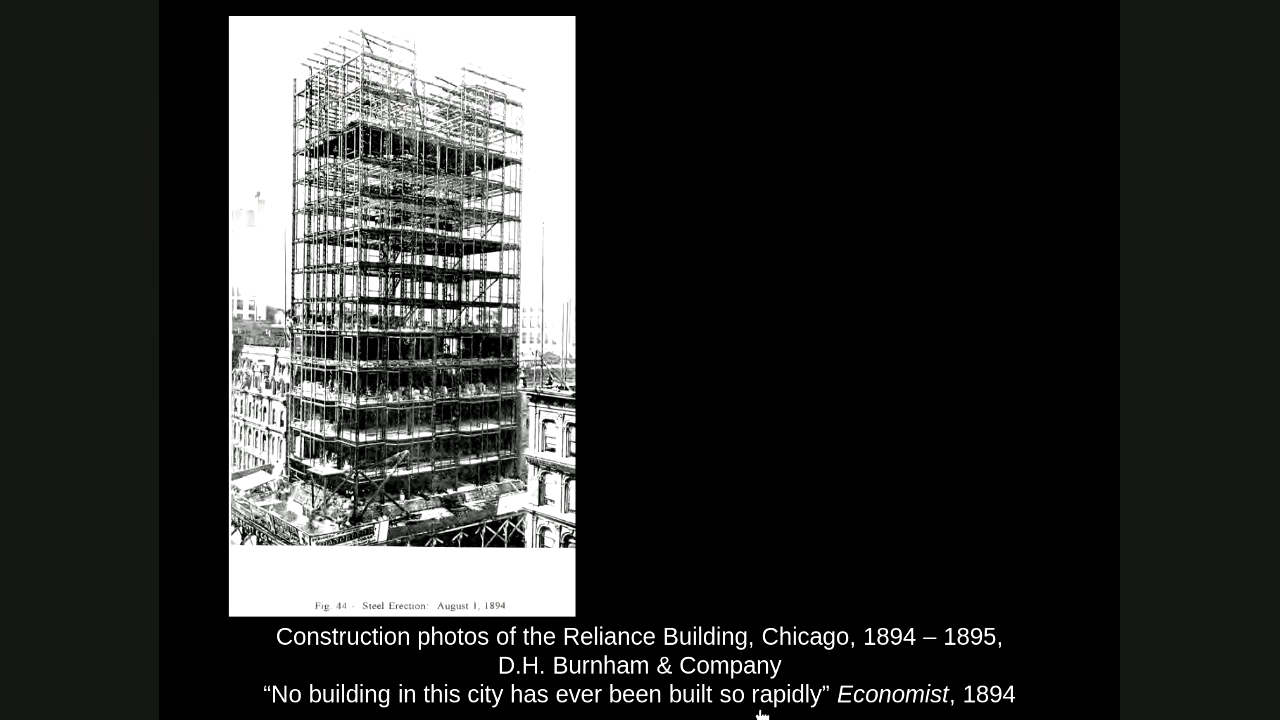 Fig. 44 - Steel Erection: August 1, 1894
Construction photos of the Reliance Building, Chicago, 1894 – 1895,
D.H. Burnham & Company
“No building in this city has ever been built so rapidly” Economist, 1894